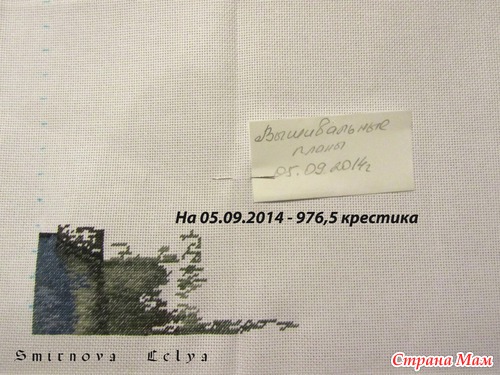 Вышивальные
планы
05.09.2014г
На 05.09.2014 - 976,5 крестика
Smirnova Lelya
Страна Мам